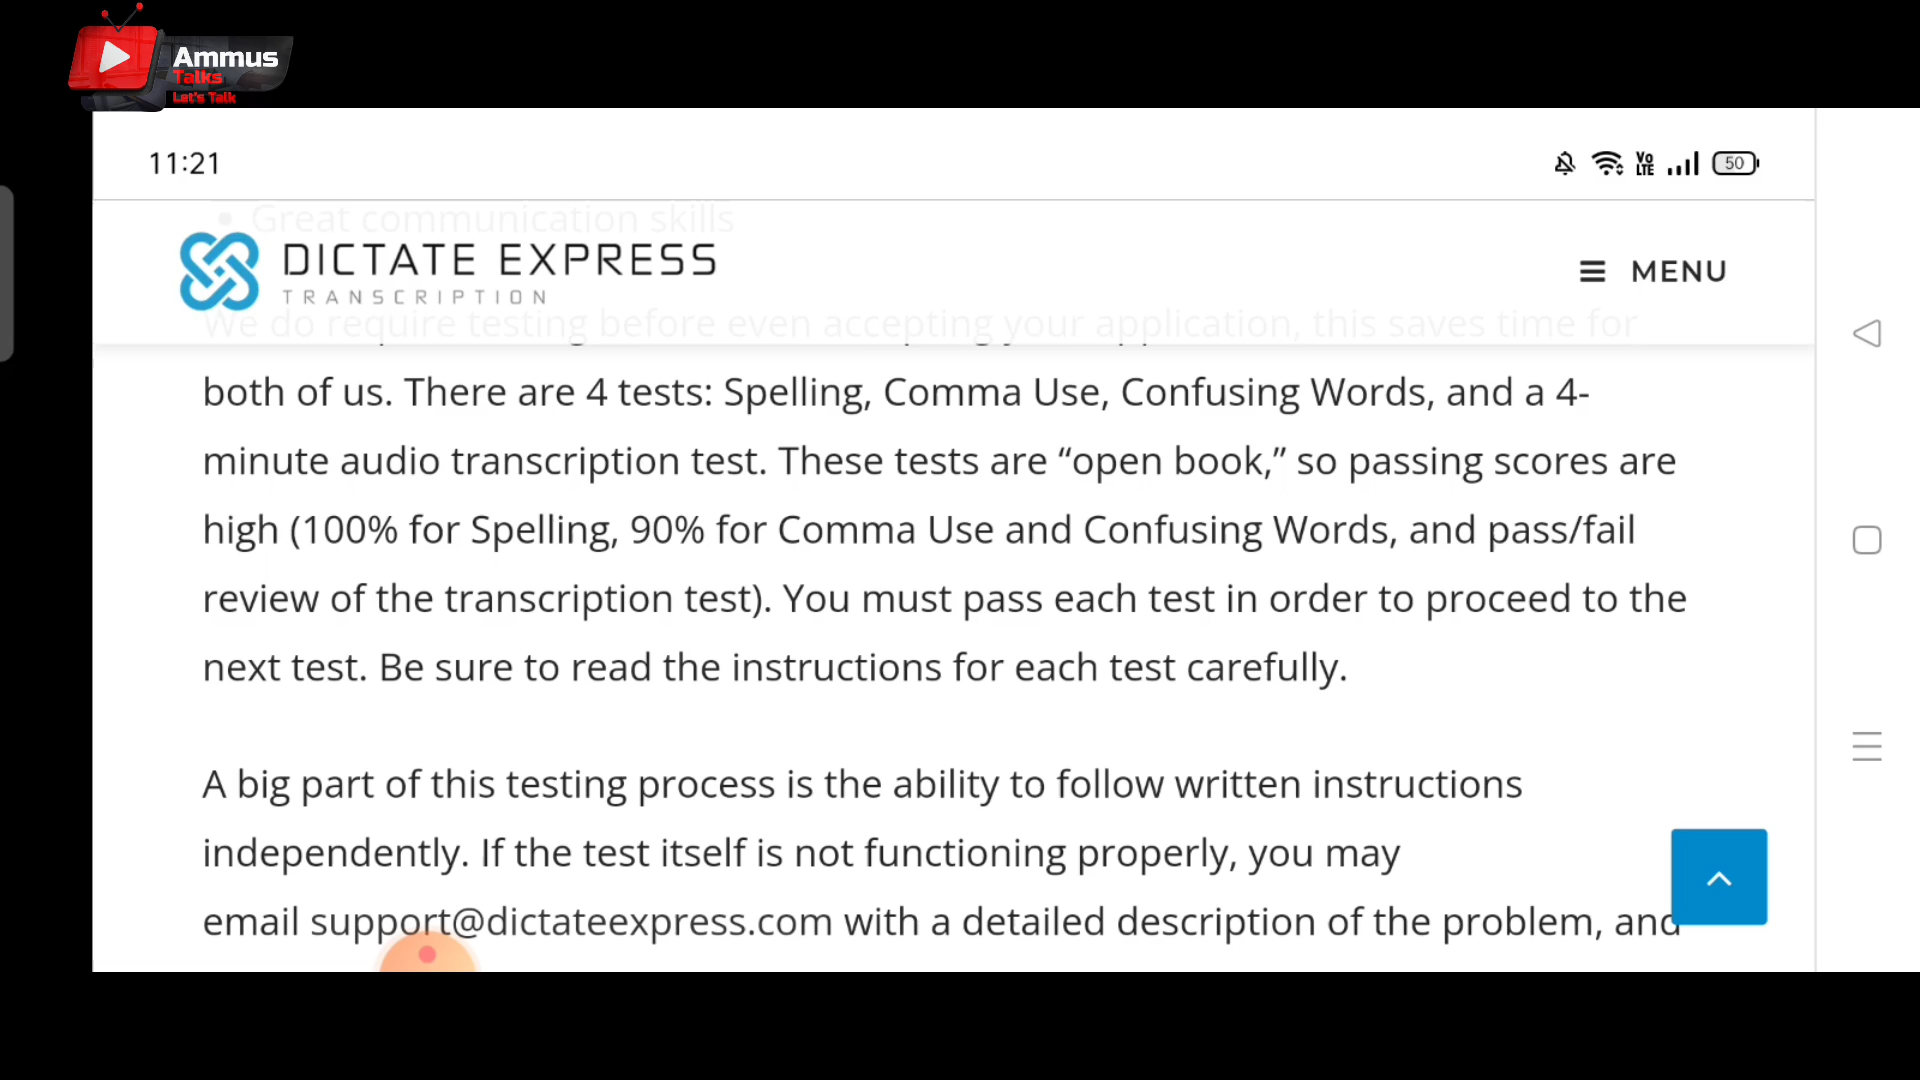 Ammus
Talks
Let's Talk
11:21
Vo
LTE
50
• Great communication skills
DICTATE EXPRESS
TRANSCRIPTION
MENU
We do require testing before even accepting your application, this saves time for
both of us. There are 4 tests: Spelling, Comma Use, Confusing Words, and a 4-
minute audio transcription test. These tests are “open book,” so passing scores are
high (100% for Spelling, 90% for Comma Use and Confusing Words, and pass/fail
review of the transcription test). You must pass each test in order to proceed to the
next test. Be sure to read the instructions for each test carefully.
A big part of this testing process is the ability to follow written instructions
independently. If the test itself is not functioning properly, you may
email support@dictateexpress.com with a detailed description of the problem, and